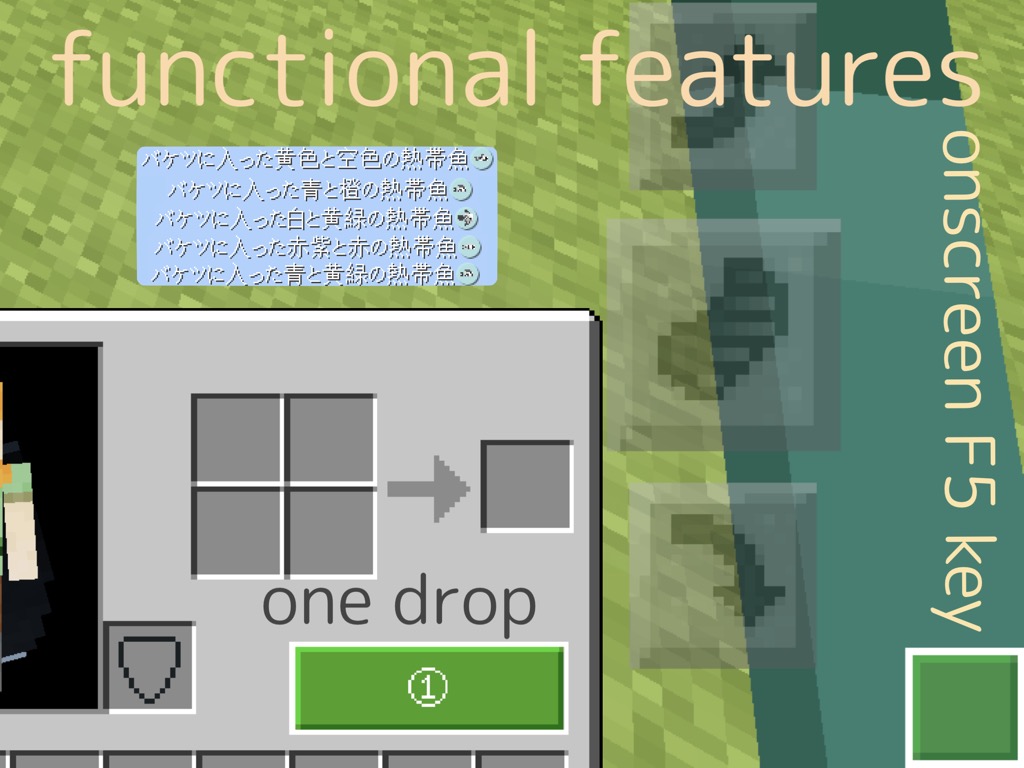 functional features
バケツに入った黄色と空色の熱帯魚
バケツに入った青と橙の熱帯魚
バケツに入った白と黄緑の熱帯魚
バケツに入った赤紫と赤の熱帯魚
バケツに入った青と黄緑の熱帯魚
onscreen F5 key
one drop
①